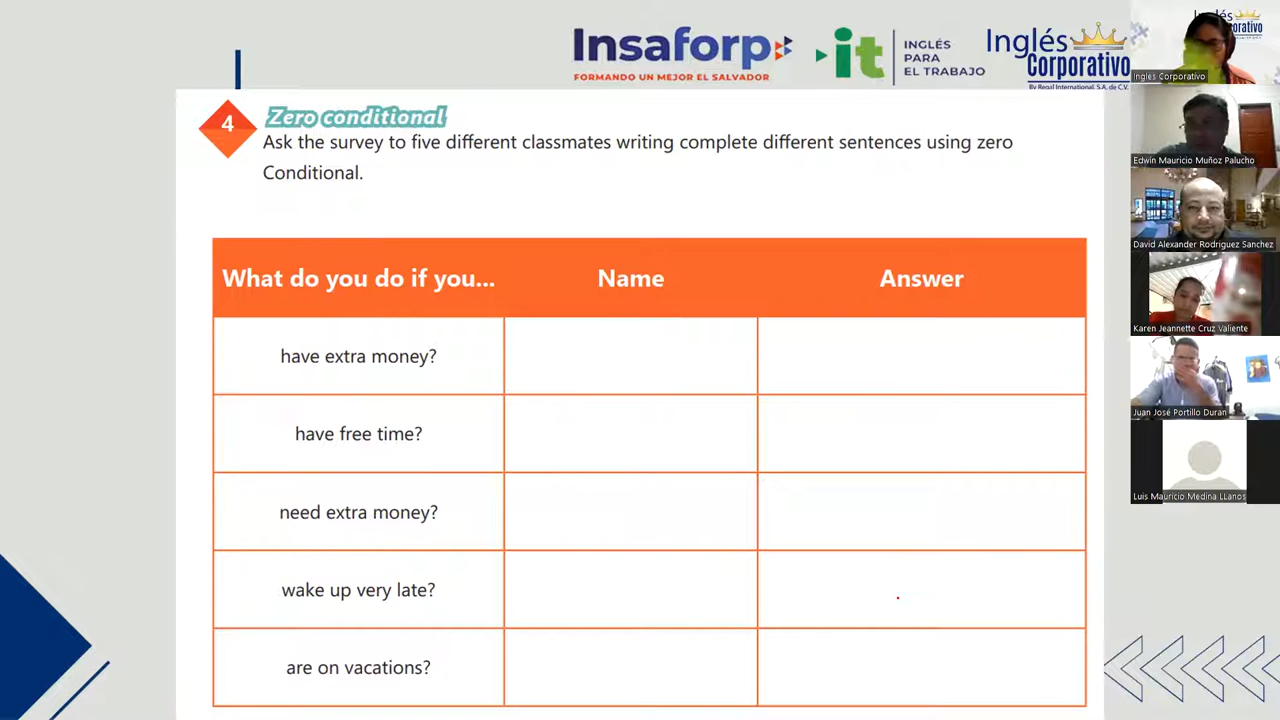 Insaforp
FORMANDO UN MEJOR EL SALVADOR
it
INGLÉS
PARA
EL TRABAJO
Inglés
Corporativo
By Regal International, S.A. de C.V.
4
Zero conditional
Ask the survey to five different classmates writing complete different sentences using zero
Conditional.
What do you do if you...
Name
Answer
have extra money?
have free time?
need extra money?
wake up very late?
are on vacations?
Ingles Corporativo
Edwin Mauricio Muñoz Palucho
David Alexander Rodriguez Sanchez
Karen Jeannette Cruz Valiente
Juan José Portillo Duran
Luis Mauricio Medina LLanos